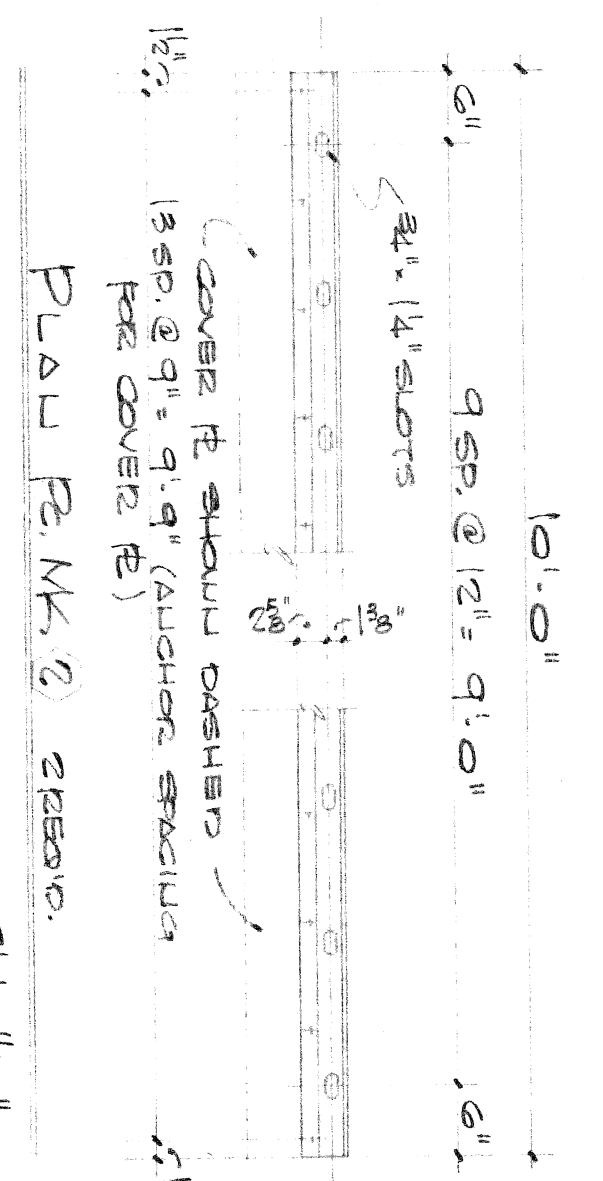 10'-0"
6" 9 SP. @ 12" = 9'-0" 6"
3/4" x 1 1/4" SLOTS
2 5/8" 1 3/8"
COVER PL SHOWN DASHED
1 1/2" 13 SP. @ 9" = 9'-9" (ANCHOR SPACING
FOR COVER PL)
PLAN PC. MK. 2 2 REQ'D.